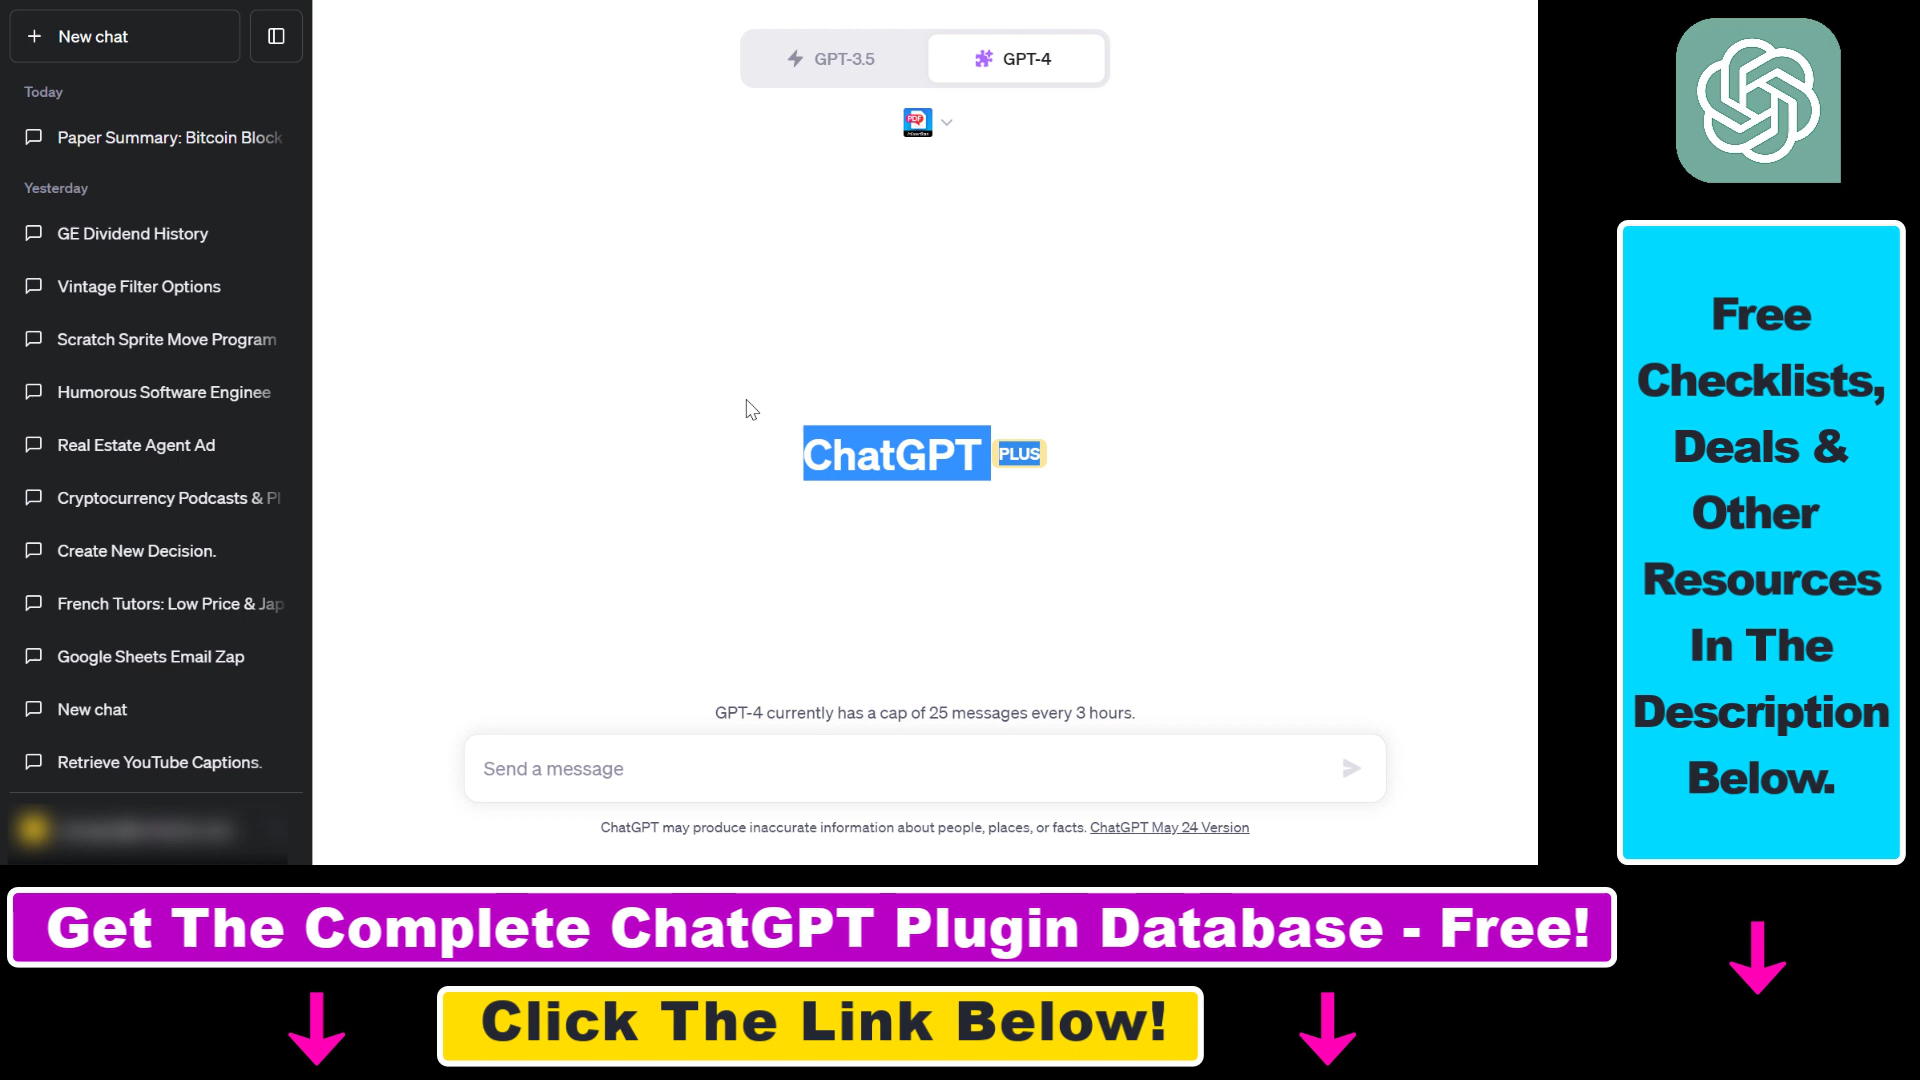 New chat
Today
Paper Summary: Bitcoin Block
Yesterday
GE Dividend History
Vintage Filter Options
Scratch Sprite Move Program
Humorous Software Enginee
Real Estate Agent Ad
Cryptocurrency Podcasts & Pl
Create New Decision.
French Tutors: Low Price & Jap
Google Sheets Email Zap
New chat
Retrieve YouTube Captions.
GPT-3.5
GPT-4
PDF
ChatGPT PLUS
GPT-4 currently has a cap of 25 messages every 3 hours.
Send a message
ChatGPT may produce inaccurate information about people, places, or facts. ChatGPT May 24 Version
Free
Checklists,
Deals &
Other
Resources
In The
Description
Below.
Get The Complete ChatGPT Plugin Database - Free!
Click The Link Below!